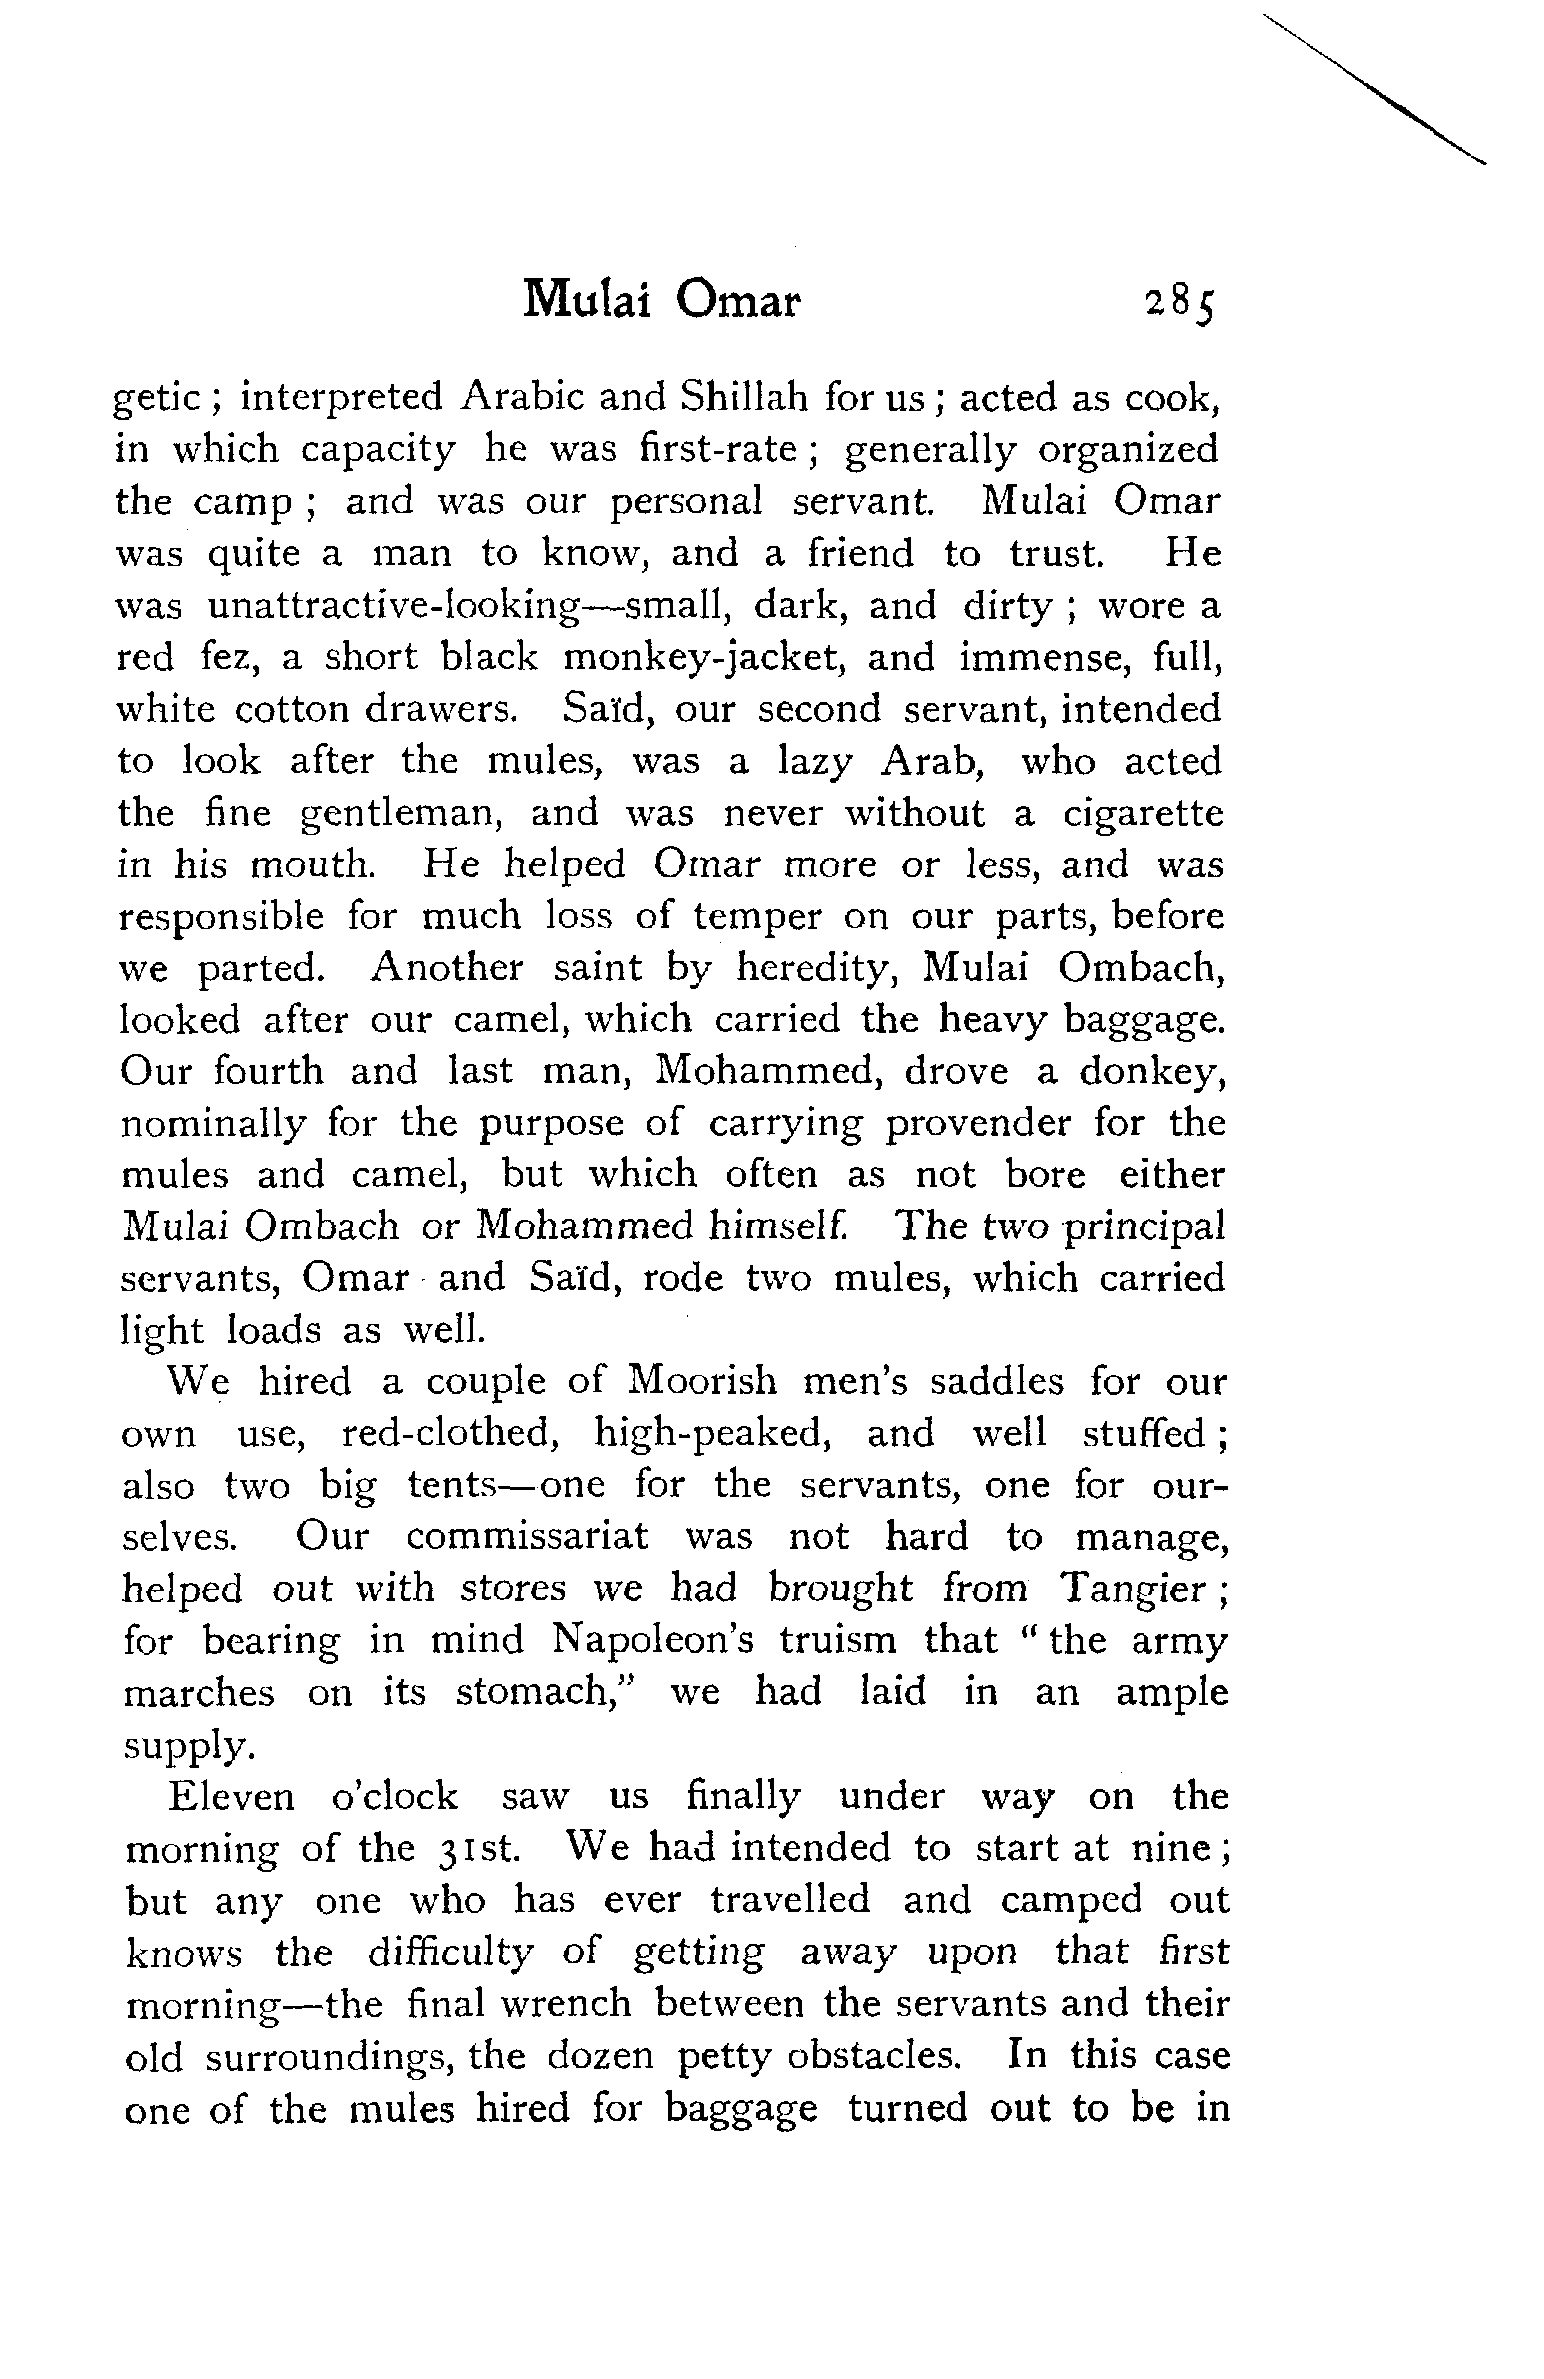 Mulai Omar 285
getic ; interpreted Arabic and Shillah for us ; acted as cook,
in which capacity he was first-rate ; generally organized
the camp ; and was our personal servant. Mulai Omar
was quite a man to know, and a friend to trust. He
was unattractive-looking—small, dark, and dirty ; wore a
red fez, a short black monkey-jacket, and immense, full,
white cotton drawers. Saïd, our second servant, intended
to look after the mules, was a lazy Arab, who acted
the fine gentleman, and was never without a cigarette
in his mouth. He helped Omar more or less, and was
responsible for much loss of temper on our parts, before
we parted. Another saint by heredity, Mulai Ombach,
looked after our camel, which carried the heavy baggage.
Our fourth and last man, Mohammed, drove a donkey,
nominally for the purpose of carrying provender for the
mules and camel, but which often as not bore either
Mulai Ombach or Mohammed himself. The two principal
servants, Omar and Saïd, rode two mules, which carried
light loads as well.
We hired a couple of Moorish men's saddles for our
own use, red-clothed, high-peaked, and well stuffed ;
also two big tents—one for the servants, one for our-
selves. Our commissariat was not hard to manage,
helped out with stores we had brought from Tangier ;
for bearing in mind Napoleon's truism that “ the army
marches on its stomach,” we had laid in an ample
supply.
Eleven o'clock saw us finally under way on the
morning of the 31st. We had intended to start at nine ;
but any one who has ever travelled and camped out
knows the difficulty of getting away upon that first
morning—the final wrench between the servants and their
old surroundings, the dozen petty obstacles. In this case
one of the mules hired for baggage turned out to be in